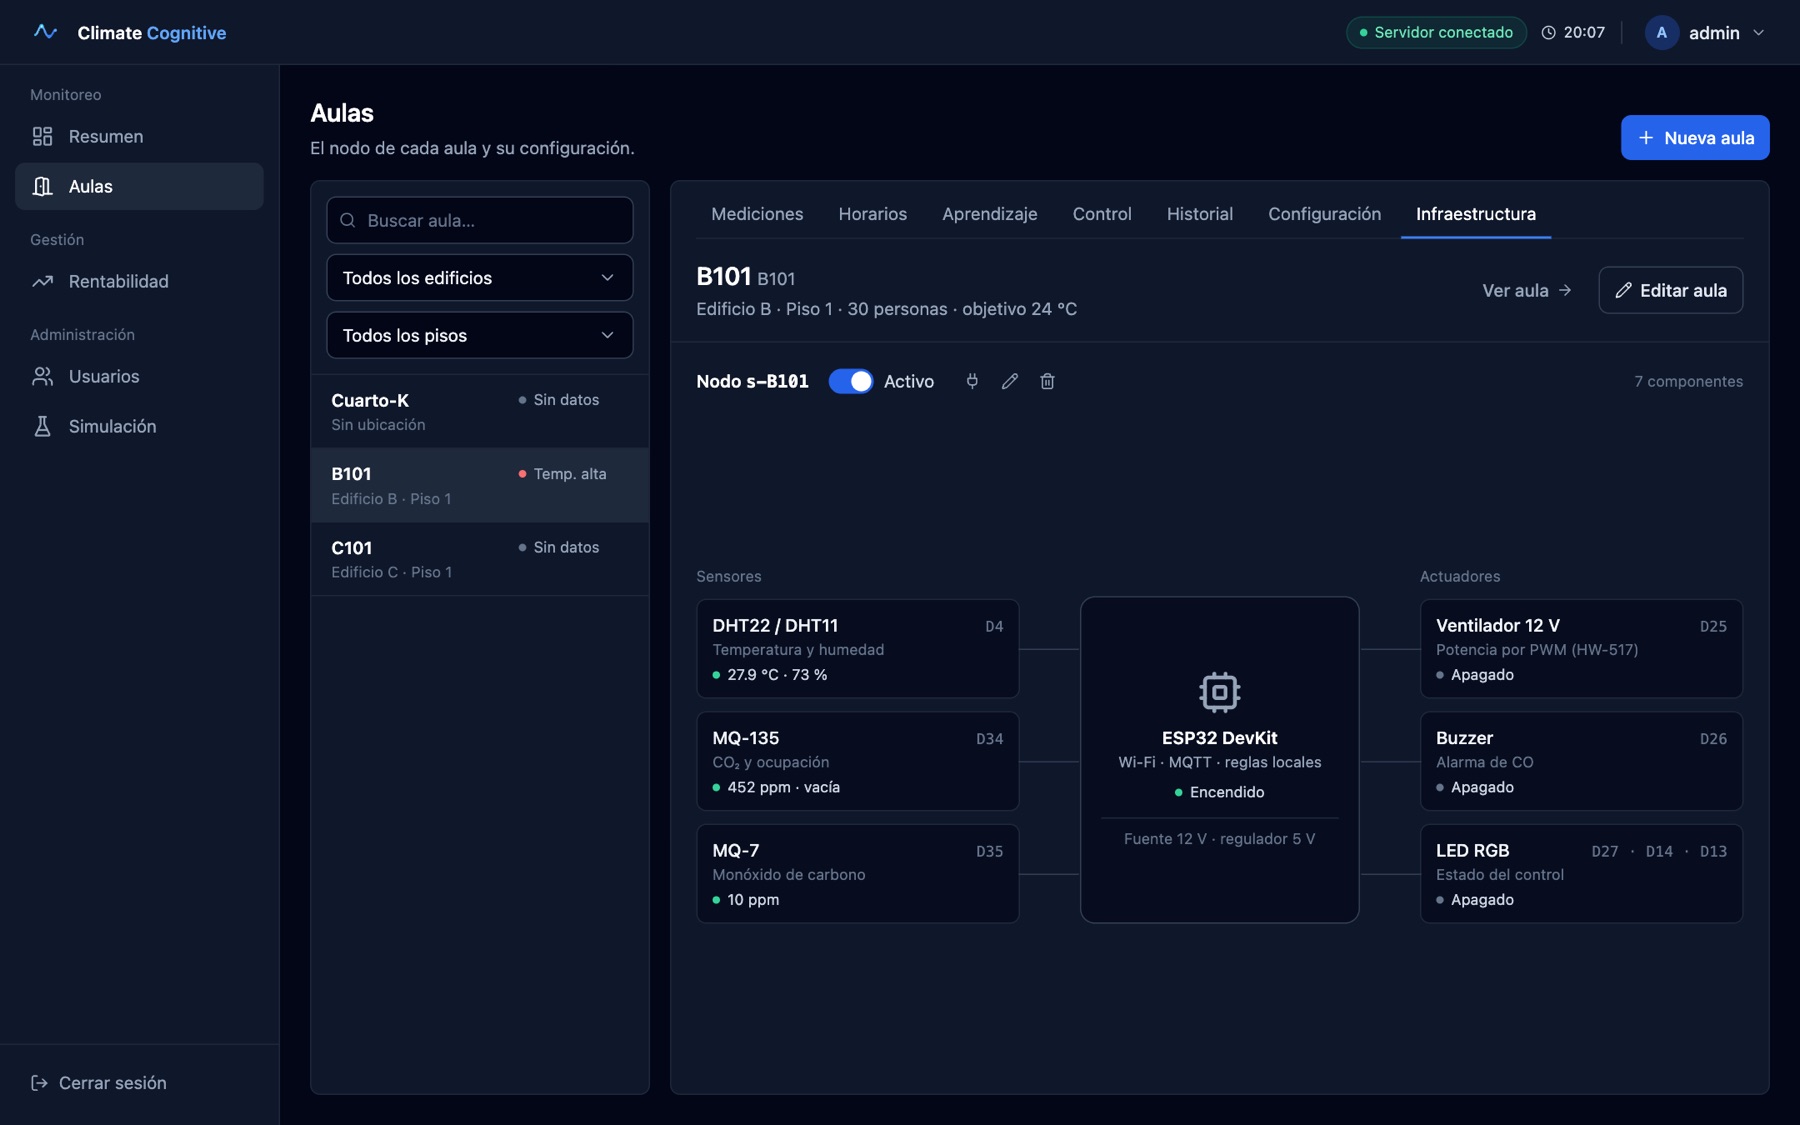 Climate Cognitive
Servidor conectado
20:07
A
admin
Monitoreo
Resumen
Aulas
Gestión
Rentabilidad
Administración
Usuarios
Simulación
Cerrar sesión
Aulas
El nodo de cada aula y su configuración.
Nueva aula
Buscar aula...
Todos los edificios
Todos los pisos
Cuarto-K
Sin datos
Sin ubicación
B101
Temp. alta
Edificio B · Piso 1
C101
Sin datos
Edificio C · Piso 1
Mediciones
Horarios
Aprendizaje
Control
Historial
Configuración
Infraestructura
B101 B101
Edificio B · Piso 1 · 30 personas · objetivo 24 °C
Ver aula →
Editar aula
Nodo s-B101
Activo
7 componentes
Sensores
DHT22 / DHT11
D4
Temperatura y humedad
27.9 °C · 73 %
MQ-135
D34
CO₂ y ocupación
452 ppm · vacía
MQ-7
D35
Monóxido de carbono
10 ppm
ESP32 DevKit
Wi-Fi · MQTT · reglas locales
Encendido
Fuente 12 V · regulador 5 V
Actuadores
Ventilador 12 V
D25
Potencia por PWM (HW-517)
Apagado
Buzzer
D26
Alarma de CO
Apagado
LED RGB
D27 · D14 · D13
Estado del control
Apagado